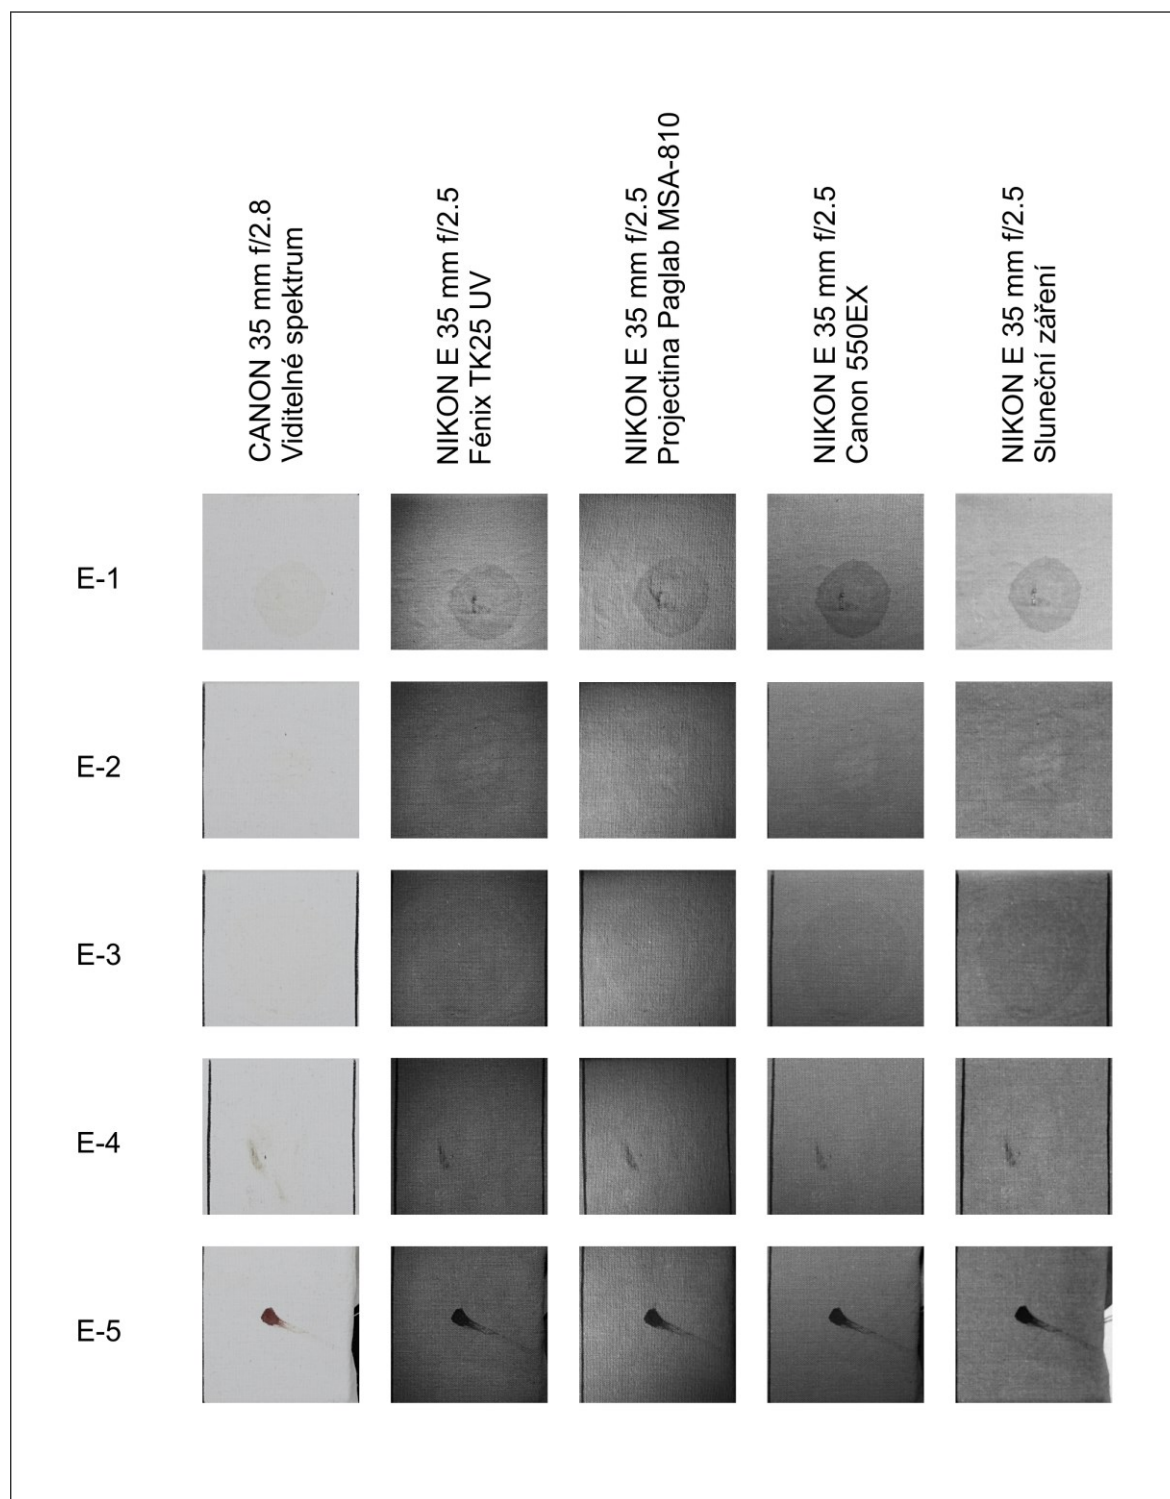 CANON 35 mm f/2.8
Viditelné spektrum
NIKON E 35 mm f/2.5
Fénix TK25 UV
NIKON E 35 mm f/2.5
Projectina Paglab MSA-810
NIKON E 35 mm f/2.5
Canon 550EX
NIKON E 35 mm f/2.5
Sluneční záření
E-1
E-2
E-3
E-4
E-5